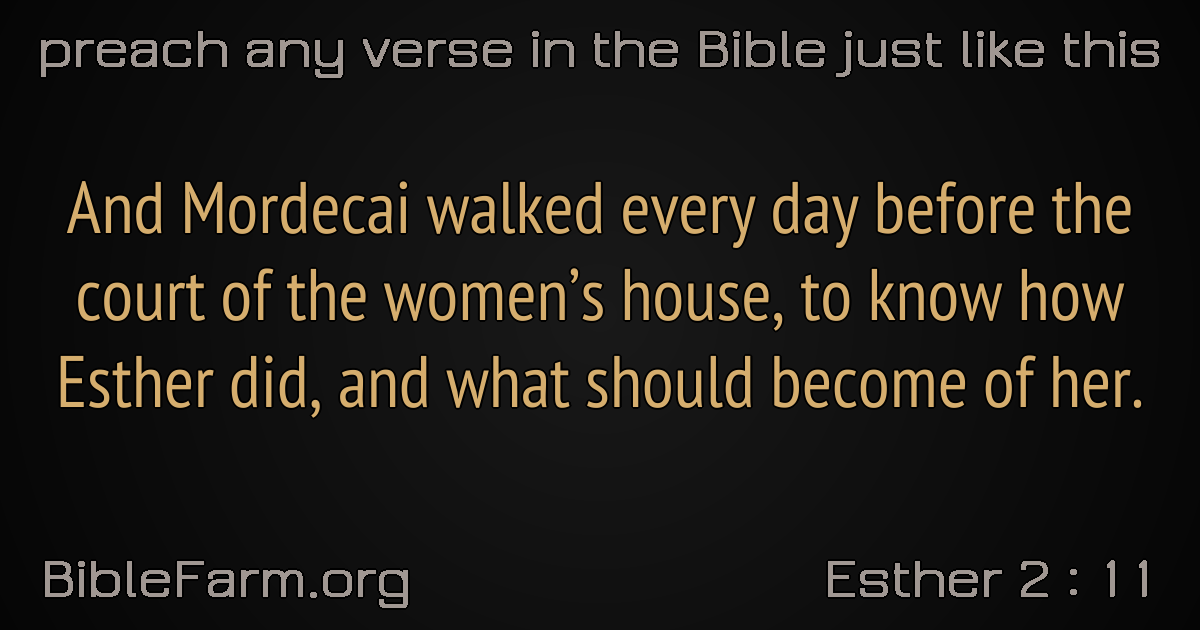 preach any verse in the Bible just like this
And Mordecai walked every day before the
court of the women’s house, to know how
Esther did, and what should become of her.
BibleFarm.org
Esther 2 : 11